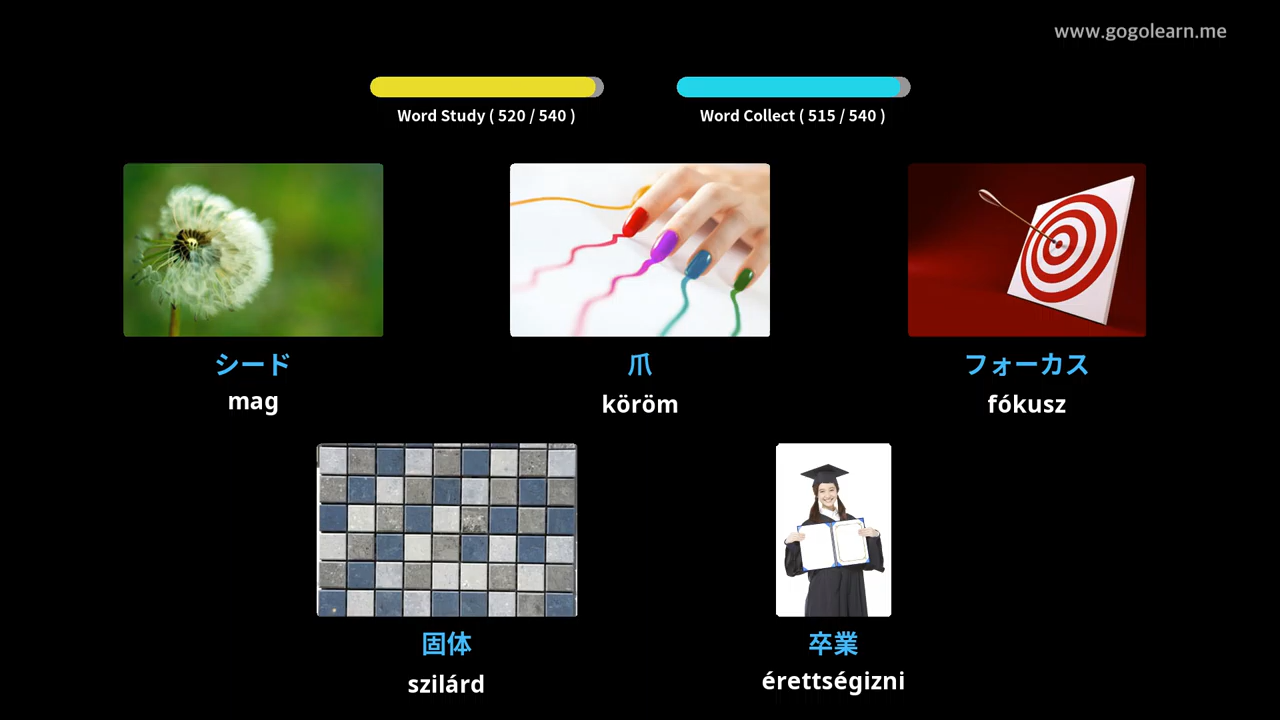 www.gogolearn.me
Word Study ( 520 / 540 )
Word Collect ( 515 / 540 )
シード
爪
フォーカス
mag
köröm
fókusz
固体
卒業
szilárd
érettségizni